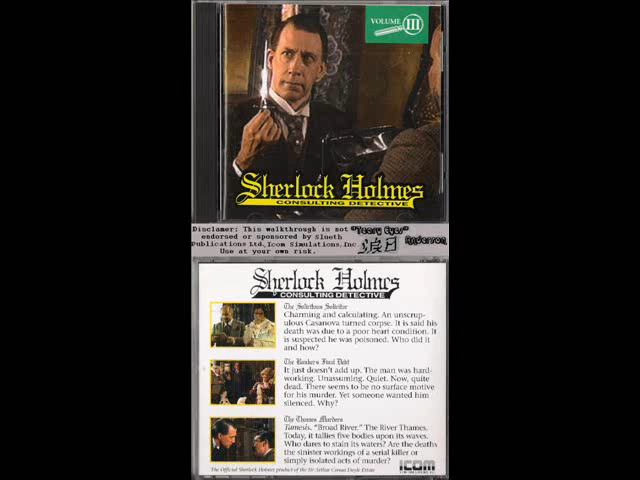 VOLUME
III
Sherlock Holmes
CONSULTING DETECTIVE
Disclamer: This walkthrough is not
endorsed or sponsored by Slueth
Publications Ltd,Icom Simulations,Inc
Use at your own risk.
"Teary Eyes"
Anderson
Sherlock Holmes
CONSULTING DETECTIVE
The Solicitous Solicitor
Charming and calculating. An unscrup-
ulous Casanova turned corpse. It is said his
death was due to a poor heart condition. It
is suspected he was poisoned. Who did it
and how?
The Banker's Final Debt
It just doesn't add up. The man was hard-
working. Unassuming. Quiet. Now, quite
dead. There seems to be no surface motive
for his murder. Yet someone wanted him
silenced. Why?
The Thames Murders
Tamesis. "Broad River." The River Thames.
Today, it tallies five bodies upon its waves.
Who dares to stain its waters? Are the deaths
the sinister workings of a serial killer or
simply isolated acts of murder?
The Official Sherlock Holmes product of the Sir Arthur Conan Doyle Estate
ICOM